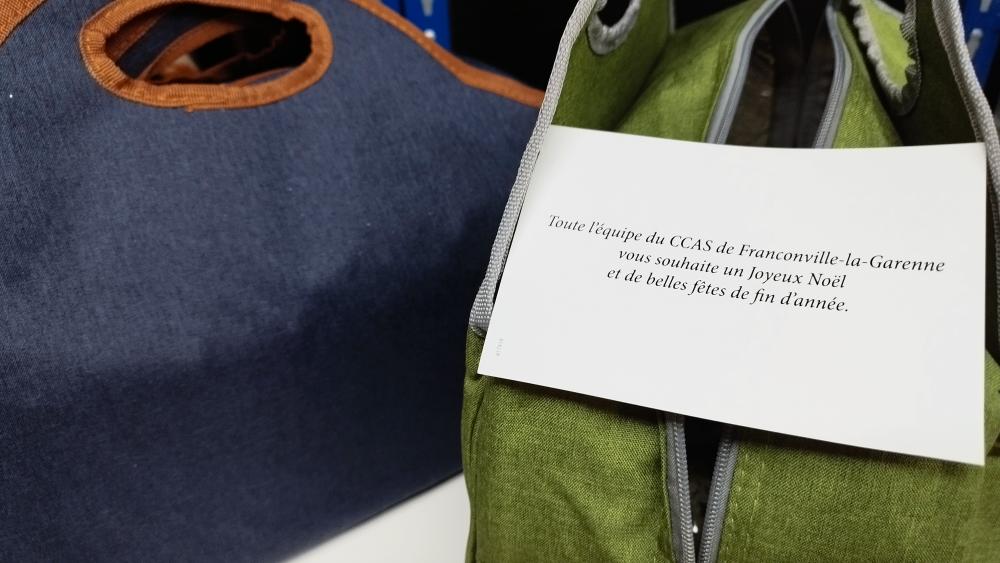 Toute l'équipe du CCAS de Franconville-la-Garenne
vous souhaite un Joyeux Noël
et de belles fêtes de fin d'année.